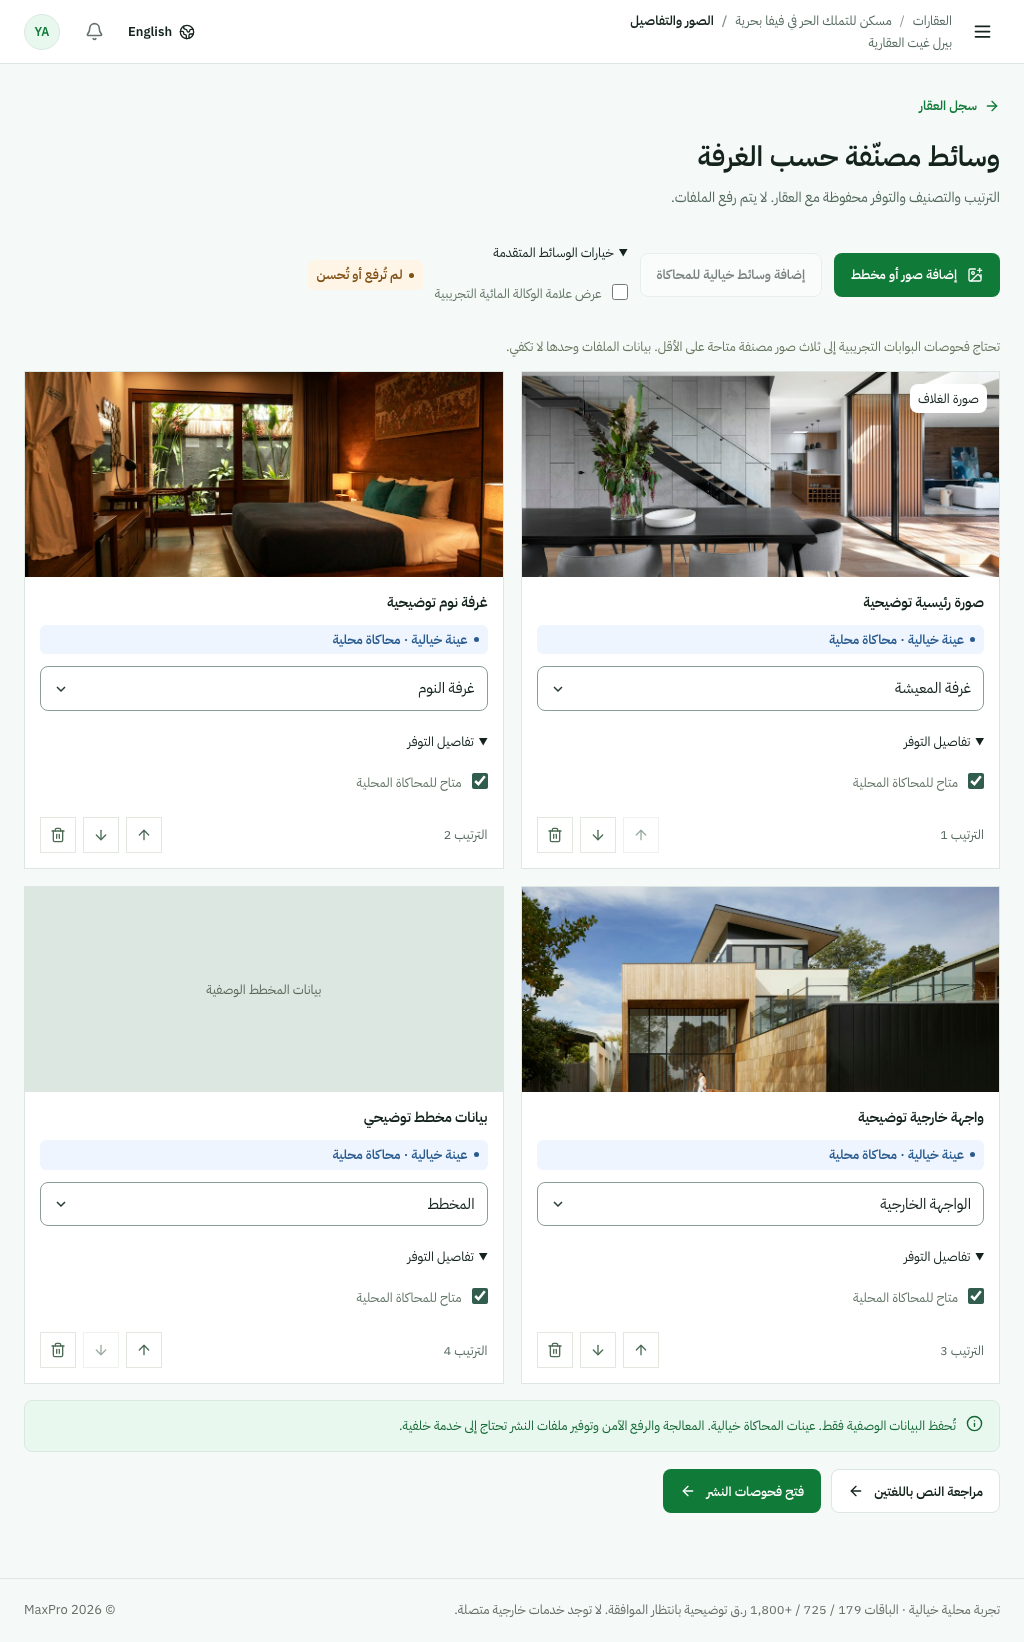 العقارات / مسكن للتملك الحر في فيفا بحرية / الصور والتفاصيل
بيرل غيت العقارية
English
YA
سجل العقار
وسائط مصنّفة حسب الغرفة
الترتيب والتصنيف والتوفر محفوظة مع العقار. لا يتم رفع الملفات.
إضافة صور أو مخطط
إضافة وسائط خيالية للمحاكاة
خيارات الوسائط المتقدمة
عرض علامة الوكالة المائية التجريبية
لم تُرفع أو تُحسن
تحتاج فحوصات البوابات التجريبية إلى ثلاث صور مصنفة متاحة على الأقل. بيانات الملفات وحدها لا تكفي.
صورة الغلاف
صورة رئيسية توضيحية
عينة خيالية · محاكاة محلية
غرفة المعيشة
تفاصيل التوفر
متاح للمحاكاة المحلية
الترتيب 1
غرفة نوم توضيحية
عينة خيالية · محاكاة محلية
غرفة النوم
تفاصيل التوفر
متاح للمحاكاة المحلية
الترتيب 2
واجهة خارجية توضيحية
عينة خيالية · محاكاة محلية
الواجهة الخارجية
تفاصيل التوفر
متاح للمحاكاة المحلية
الترتيب 3
بيانات المخطط الوصفية
بيانات مخطط توضيحي
عينة خيالية · محاكاة محلية
المخطط
تفاصيل التوفر
متاح للمحاكاة المحلية
الترتيب 4
تُحفظ البيانات الوصفية فقط. عينات المحاكاة خيالية. المعالجة والرفع الآمن وتوفير ملفات النشر تحتاج إلى خدمة خلفية.
مراجعة النص باللغتين
فتح فحوصات النشر
تجربة محلية خيالية · الباقات 179 / 725 / +1,800 ر.ق توضيحية بانتظار الموافقة. لا توجد خدمات خارجية متصلة.
© 2026 MaxPro